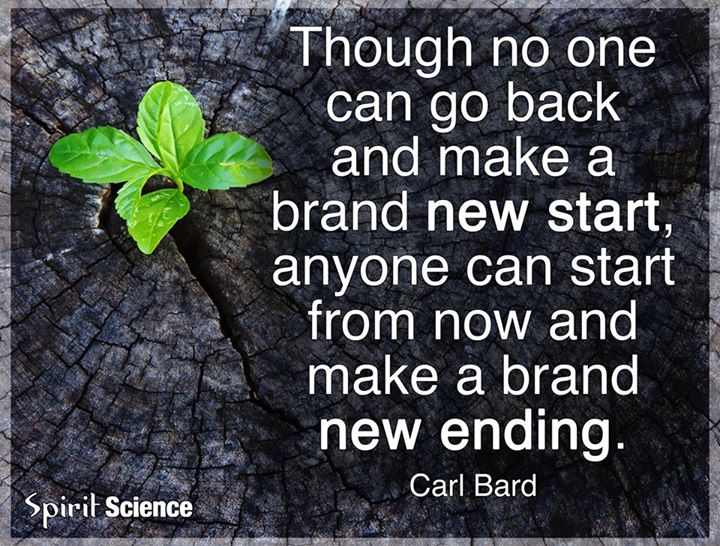 Though no one
can go back
and make a
brand new start,
anyone can start
from now and
make a brand
new ending.
Carl Bard
Spirit Science